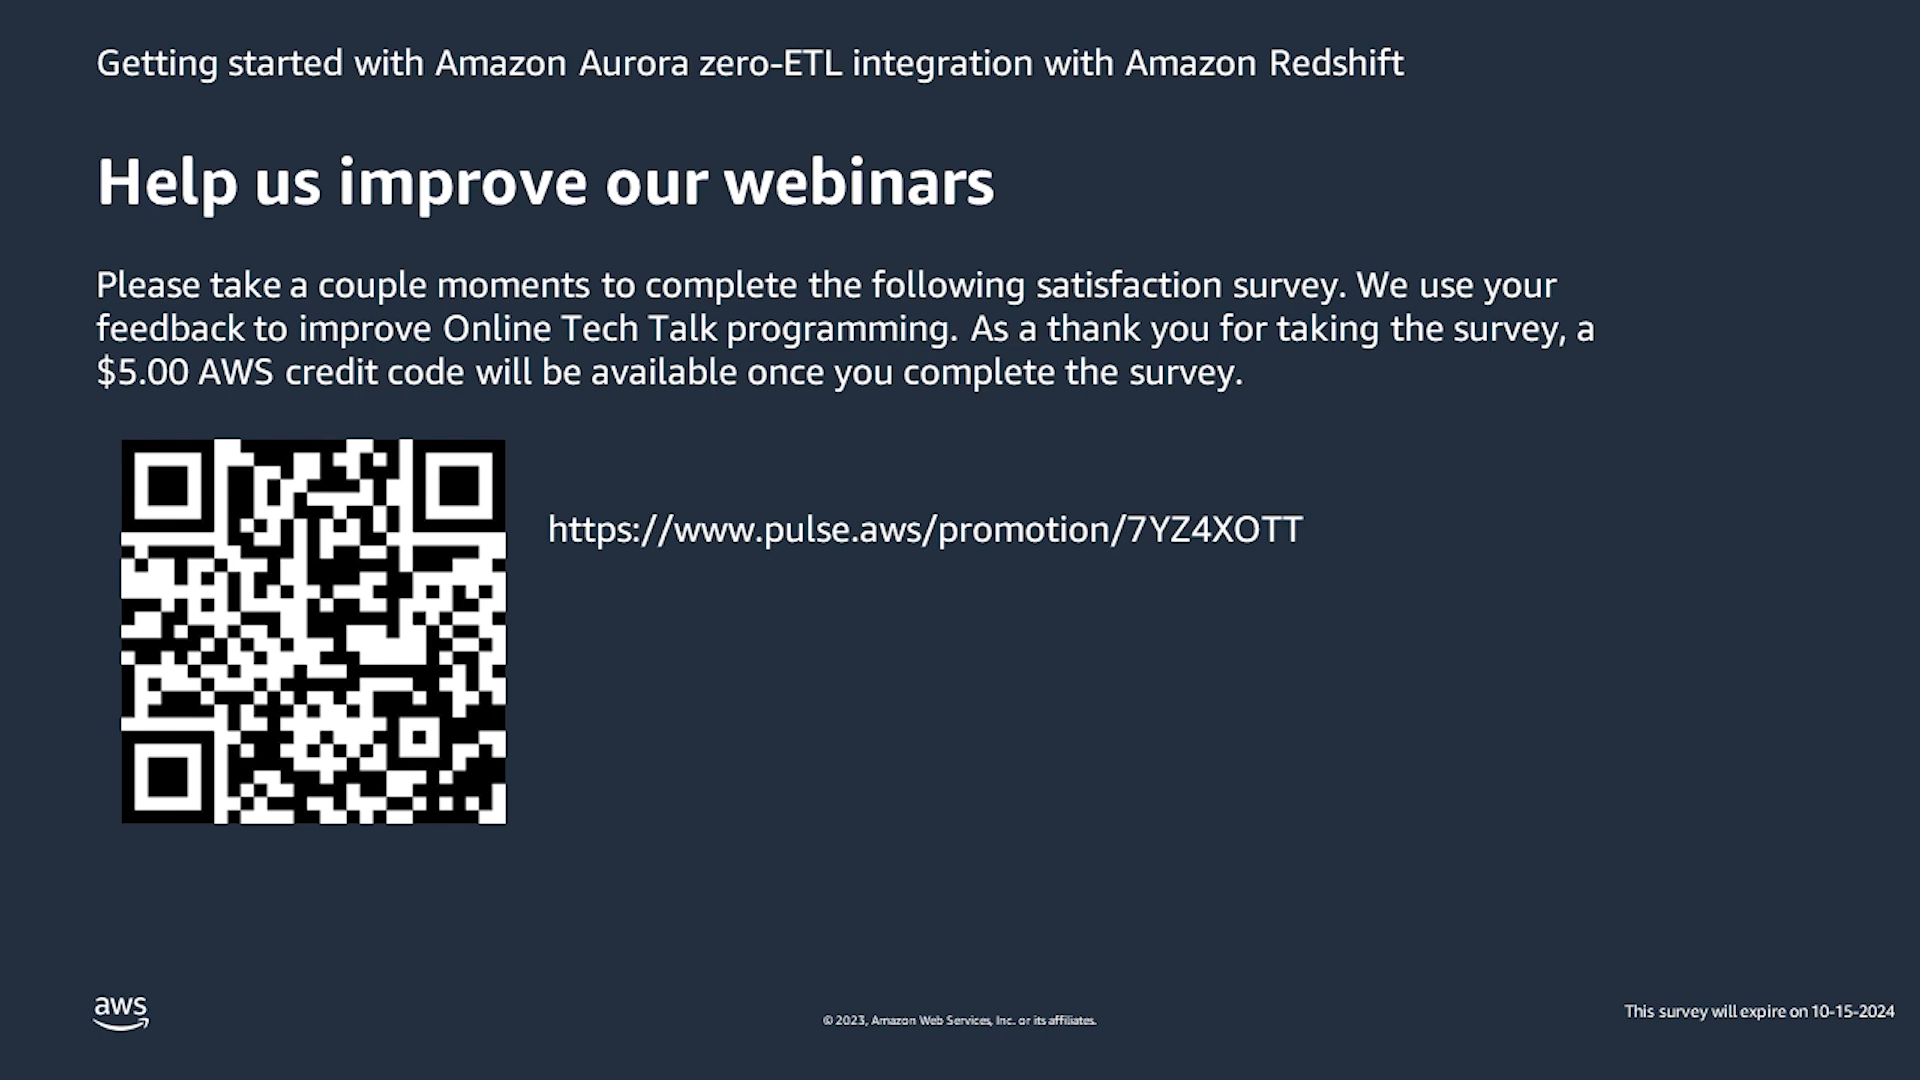 Getting started with Amazon Aurora zero-ETL integration with Amazon Redshift
Help us improve our webinars
Please take a couple moments to complete the following satisfaction survey. We use your
feedback to improve Online Tech Talk programming. As a thank you for taking the survey, a
$5.00 AWS credit code will be available once you complete the survey.
https://www.pulse.aws/promotion/7YZ4XOTT
aws
© 2023, Amazon Web Services, Inc. or its affiliates.
This survey will expire on 10-15-2024